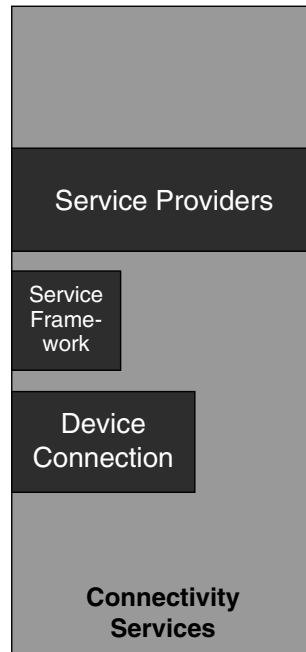 Service Providers
Service
Frame-
work
Device
Connection
Connectivity
Services